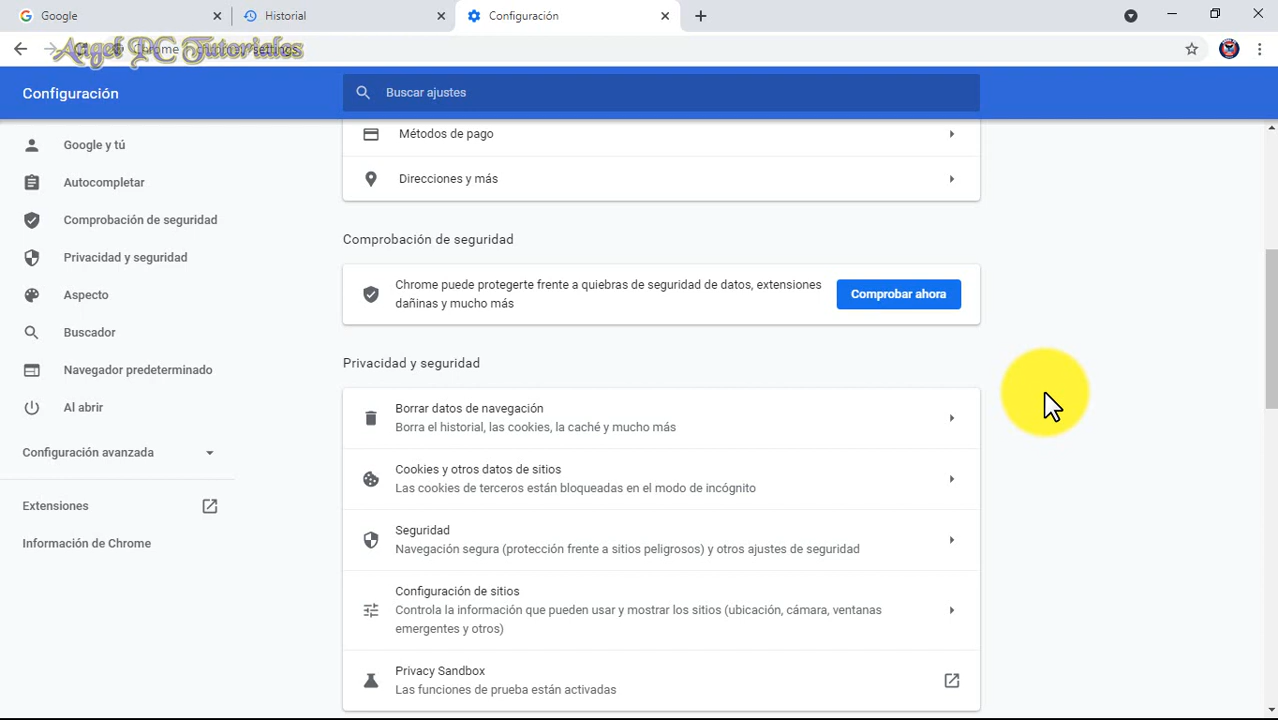 Google
Historial
Configuración
Angel PC Tutoriales
Chrome
chrome://settings
Configuración
Buscar ajustes
Google y tú
Autocompletar
Comprobación de seguridad
Privacidad y seguridad
Aspecto
Buscador
Navegador predeterminado
Al abrir
Configuración avanzada
Extensiones
Información de Chrome
Métodos de pago
Direcciones y más
Comprobación de seguridad
Chrome puede protegerte frente a quiebras de seguridad de datos, extensiones
dañinas y mucho más
Comprobar ahora
Privacidad y seguridad
Borrar datos de navegación
Borra el historial, las cookies, la caché y mucho más
Cookies y otros datos de sitios
Las cookies de terceros están bloqueadas en el modo de incógnito
Seguridad
Navegación segura (protección frente a sitios peligrosos) y otros ajustes de seguridad
Configuración de sitios
Controla la información que pueden usar y mostrar los sitios (ubicación, cámara, ventanas
emergentes y otros)
Privacy Sandbox
Las funciones de prueba están activadas